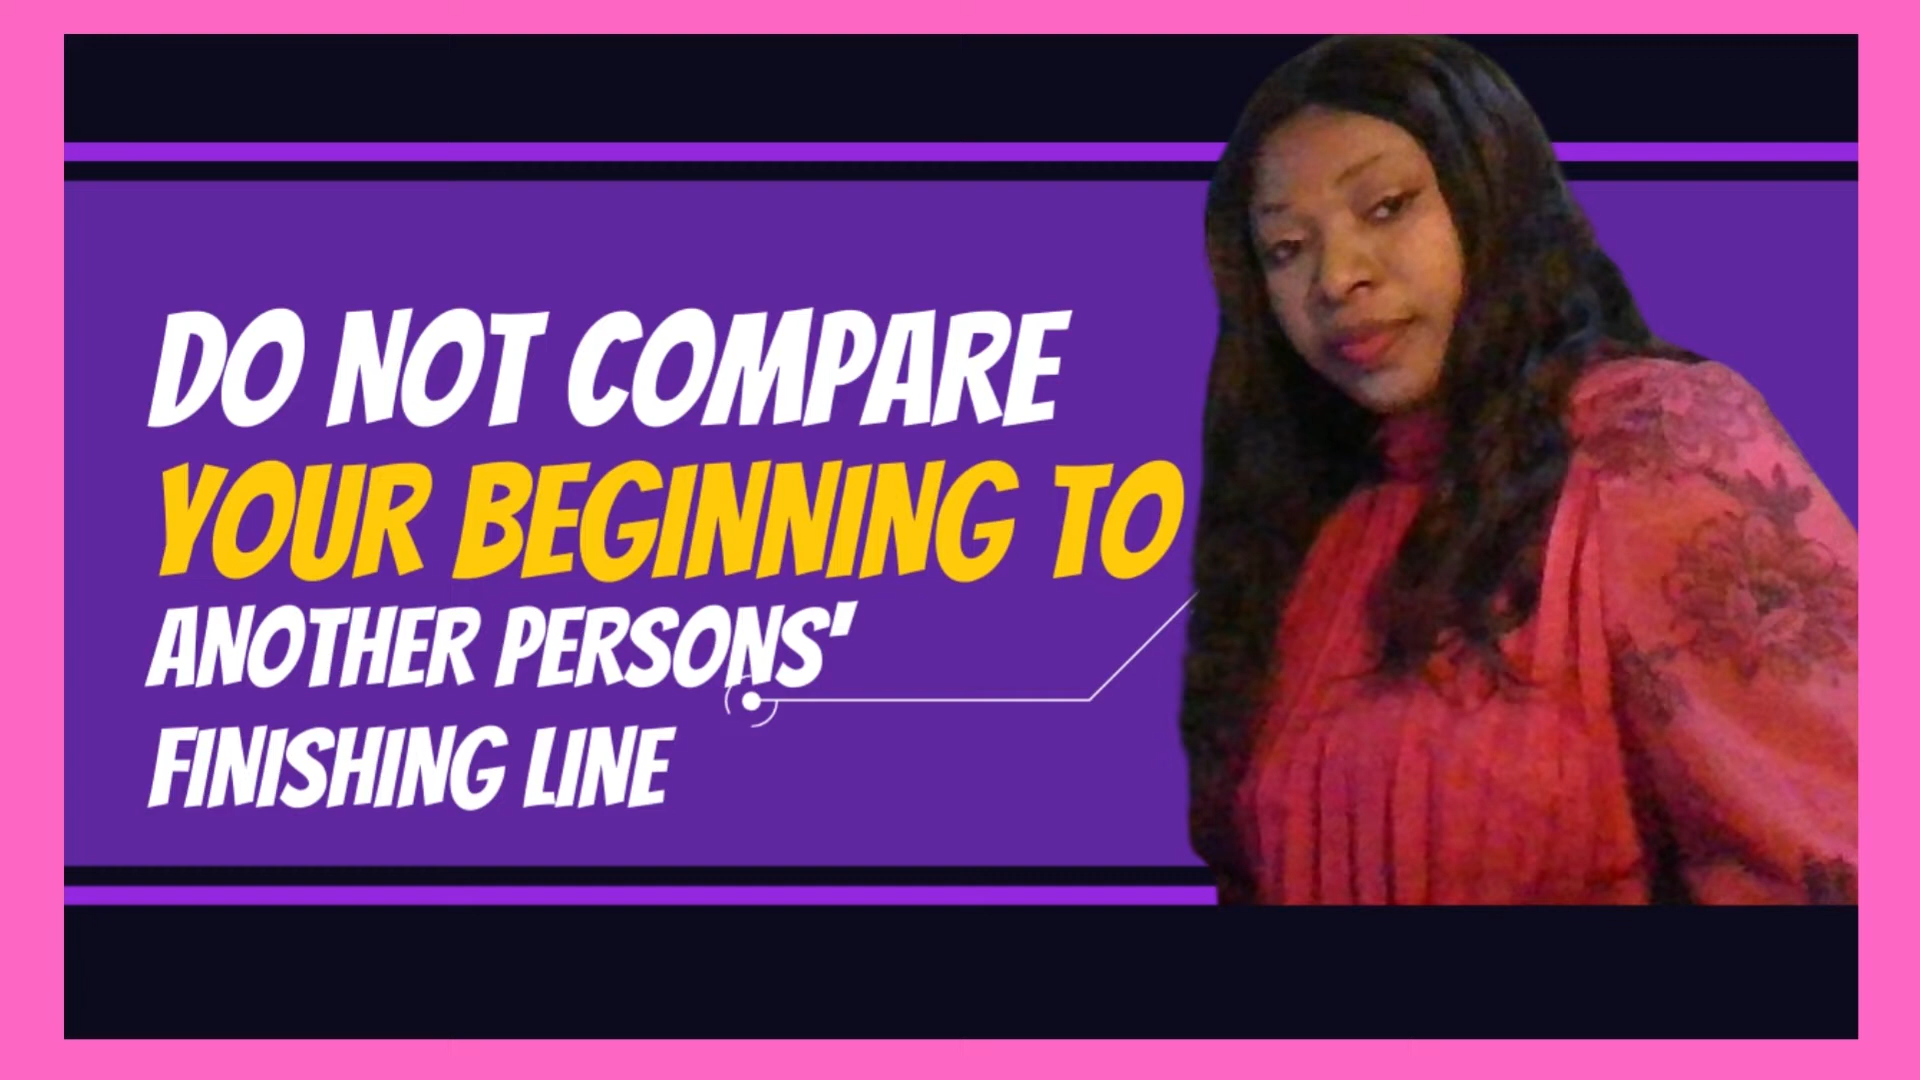 DO NOT COMPARE
YOUR BEGINNING TO
ANOTHER PERSONS'
FINISHING LINE